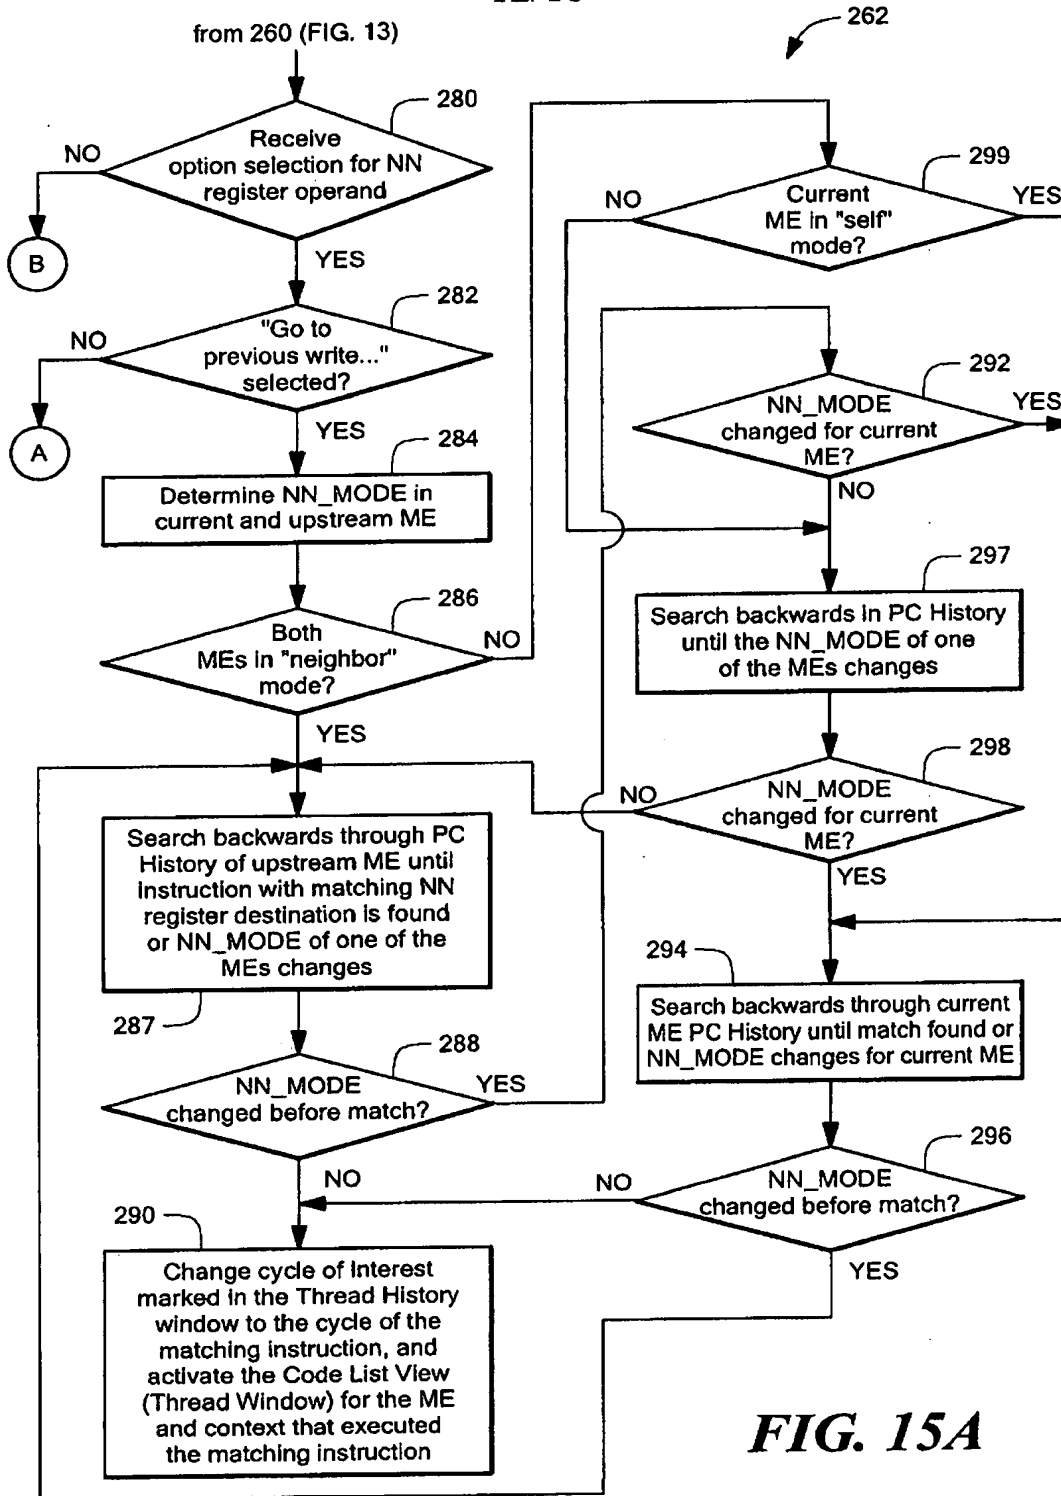 from 260 (FIG. 13)
262
280
Receive
option selection for NN
register operand
NO
B
YES
282
"Go to
previous write..."
selected?
NO
A
YES
284
Determine NN_MODE in
current and upstream ME
286
Both
MEs in "neighbor"
mode?
NO
YES
Search backwards through PC
History of upstream ME until
instruction with matching NN
register destination is found
or NN_MODE of one of the
MEs changes
287
288
NN_MODE
changed before match?
YES
NO
290
Change cycle of interest
marked in the Thread History
window to the cycle of the
matching instruction, and
activate the Code List View
(Thread Window) for the ME
and context that executed
the matching instruction
299
Current
ME in "self"
mode?
NO
YES
292
NN_MODE
changed for current
ME?
YES
NO
297
Search backwards in PC History
until the NN_MODE of one
of the MEs changes
298
NN_MODE
changed for current
ME?
NO
YES
294
Search backwards through current
ME PC History until match found or
NN_MODE changes for current ME
296
NN_MODE
changed before match?
NO
YES
FIG. 15A